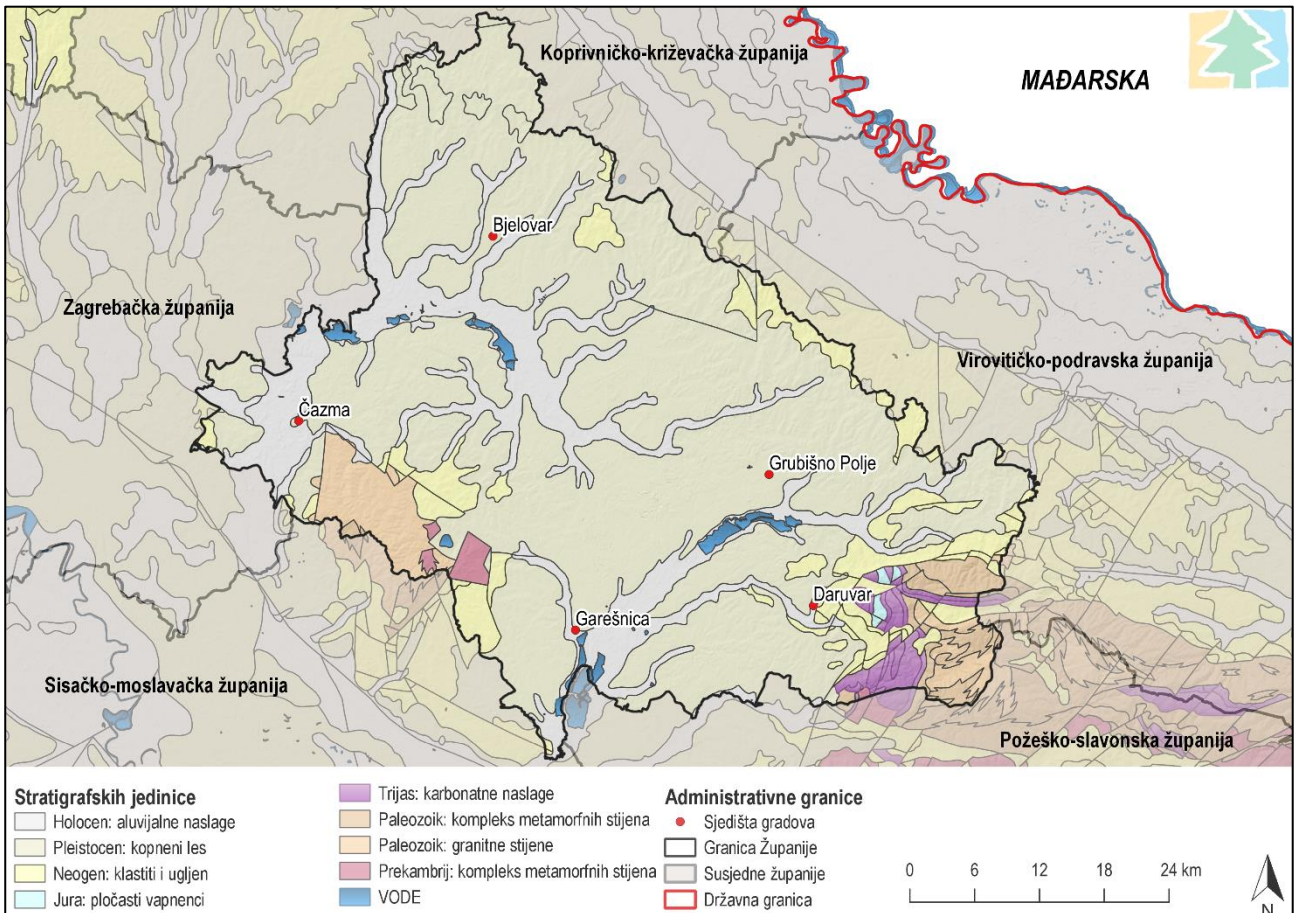 Koprivničko-križevačka županija
MAĐARSKA
Bjelovar
Zagrebačka županija
Virovitičko-podravska županija
Čazma
Grubišno Polje
Daruvar
Garešnica
Sisačko-moslavačka županija
Požeško-slavonska županija
Stratigrafskih jedinice
Holocen: aluvijalne naslage
Pleistocen: kopneni les
Neogen: klastiti i ugljen
Jura: pločasti vapnenci
Trijas: karbonatne naslage
Paleozoik: kompleks metamorfnih stijena
Paleozoik: granitne stijene
Prekambrij: kompleks metamorfnih stijena
VODE
Administrativne granice
Sjedišta gradova
Granica Županije
Susjedne županije
Državna granica
0 6 12 18 24 km
N